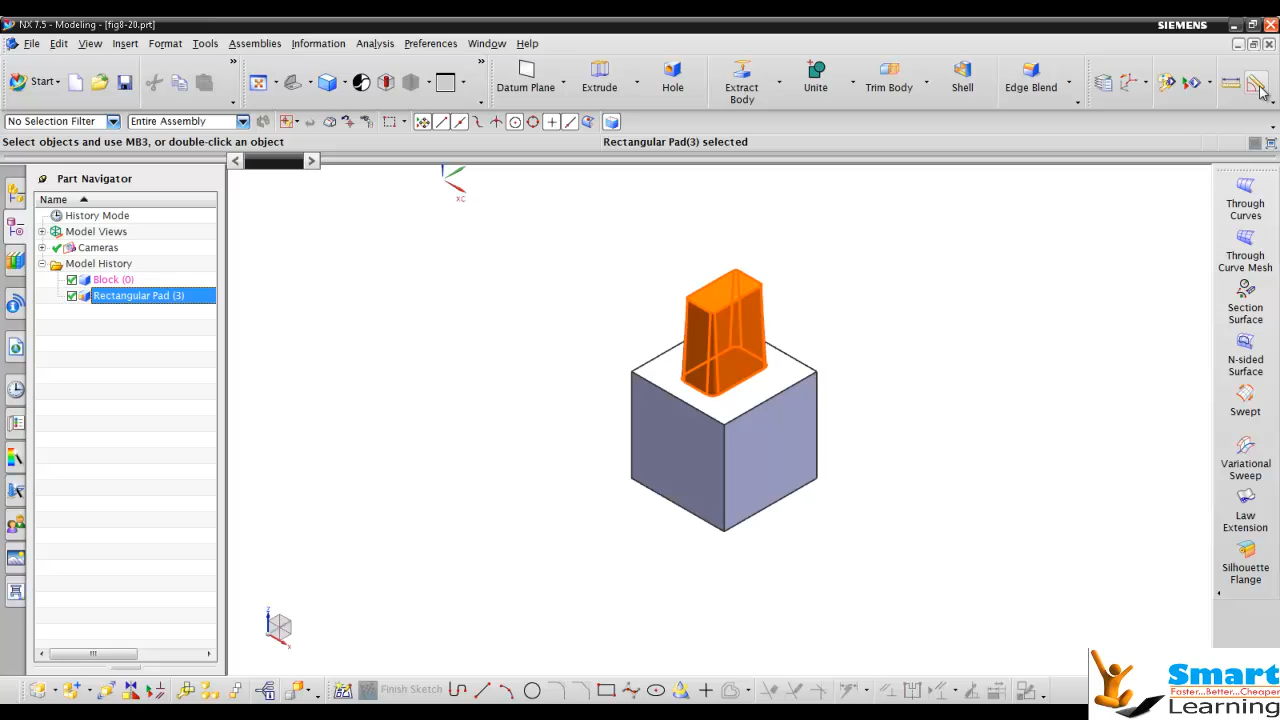 NX 7.5 - Modeling - [fig8-20.prt]
SIEMENS
File Edit View Insert Format Tools Assemblies Information Analysis Preferences Window Help
Start
Datum Plane
Extrude
Hole
Extract
Body
Unite
Trim Body
Shell
Edge Blend
No Selection Filter
Entire Assembly
Select objects and use MB3, or double-click an object
Rectangular Pad(3) selected
Part Navigator
Name
History Mode
Model Views
Cameras
Model History
Block (0)
Rectangular Pad (3)
XC
Z
X
Through
Curves
Through
Curve Mesh
Section
Surface
N-sided
Surface
Swept
Variational
Sweep
Law
Extension
Silhouette
Flange
Finish Sketch
Smart
Faster...Better...Cheaper
Learning